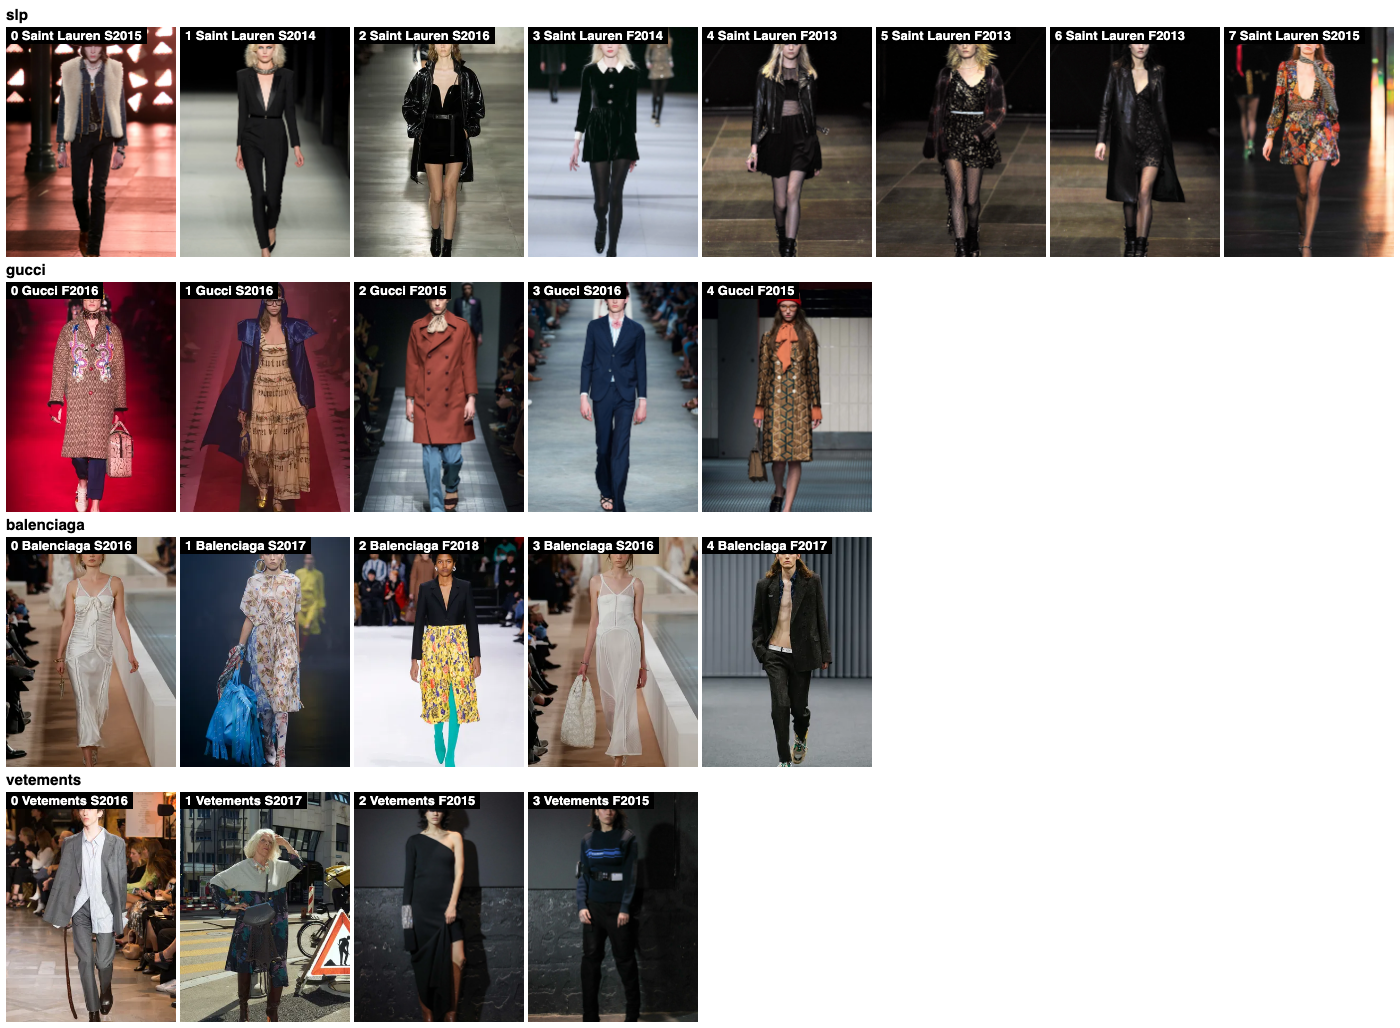 slp
0 Saint Lauren S2015
1 Saint Lauren S2014
2 Saint Lauren S2016
3 Saint Lauren F2014
4 Saint Lauren F2013
5 Saint Lauren F2013
6 Saint Lauren F2013
7 Saint Lauren S2015
gucci
0 Gucci F2016
1 Gucci S2016
2 Gucci F2015
3 Gucci S2016
4 Gucci F2015
balenciaga
0 Balenciaga S2016
1 Balenciaga S2017
2 Balenciaga F2018
3 Balenciaga S2016
4 Balenciaga F2017
vetements
0 Vetements S2016
1 Vetements S2017
2 Vetements F2015
3 Vetements F2015